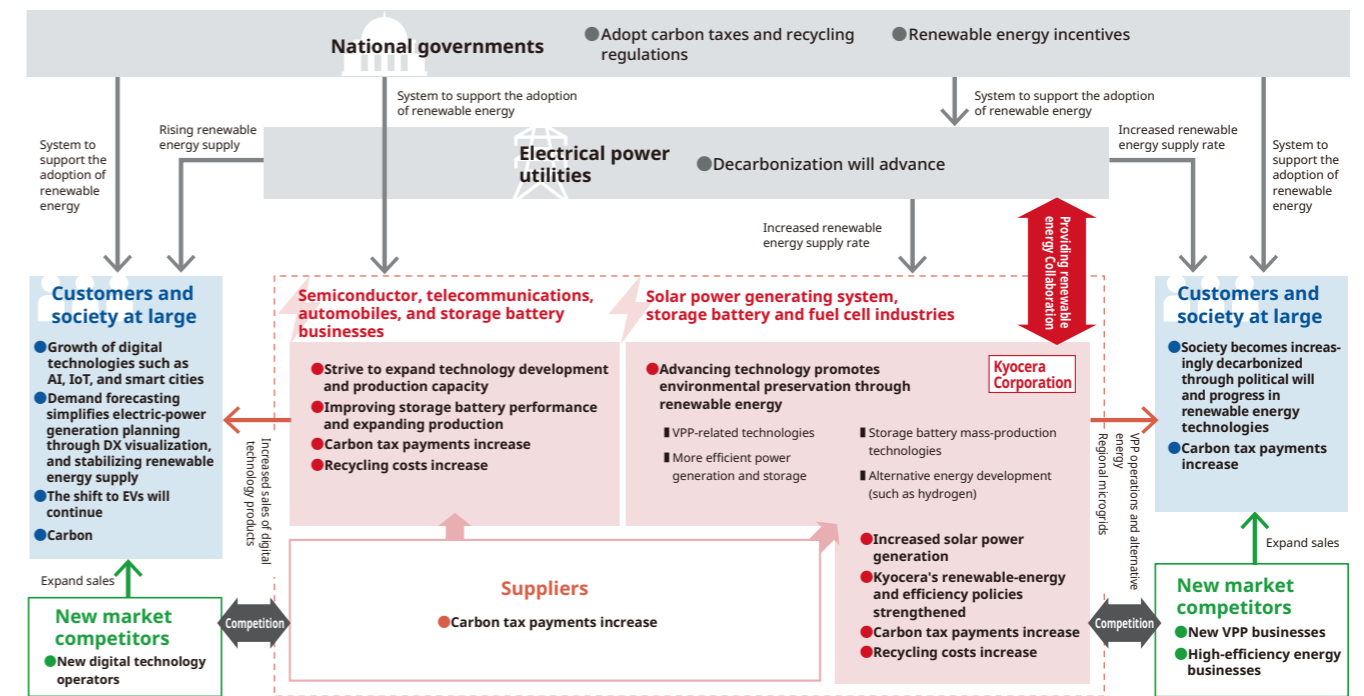 National governments
●Adopt carbon taxes and recycling
regulations
●Renewable energy incentives
System to
support the
adoption of
renewable
energy
Rising renewable
energy supply
System to support the adoption
of renewable energy
System to support the adoption
of renewable energy
Increased renewable
energy supply rate
System to
support the
adoption of
renewable
energy
Electrical power
utilities
●Decarbonization will advance
Increased renewable
energy supply rate
Providing renewable
energy Collaboration
Customers and
society at large
●Growth of digital
technologies such as
AI, IoT, and smart cities
●Demand forecasting
simplifies electric-power
generation planning
through DX visualization,
and stabilizing renewable
energy supply
●The shift to EVs will
continue
●Carbon
Increased sales of digital
technology products
Expand sales
New market
competitors
●New digital technology
operators
Competition
Semiconductor, telecommunications,
automobiles, and storage battery
businesses
●Strive to expand technology development
and production capacity
●Improving storage battery performance
and expanding production
●Carbon tax payments increase
●Recycling costs increase
Solar power generating system,
storage battery and fuel cell industries
Kyocera
Corporation
●Advancing technology promotes
environmental preservation through
renewable energy
▮VPP-related technologies
▮More efficient power
generation and storage
▮Storage battery mass-production
technologies
▮Alternative energy development
(such as hydrogen)
●Increased solar power
generation
●Kyocera's renewable-energy
and efficiency policies
strengthened
●Carbon tax payments increase
●Recycling costs increase
Suppliers
●Carbon tax payments increase
VPP operations and alternative
energy
Regional microgrids
Competition
Customers and
society at large
●Society becomes increas-
ingly decarbonized
through political will
and progress in
renewable energy
technologies
●Carbon tax payments
increase
Expand sales
New market
competitors
●New VPP businesses
●High-efficiency energy
businesses